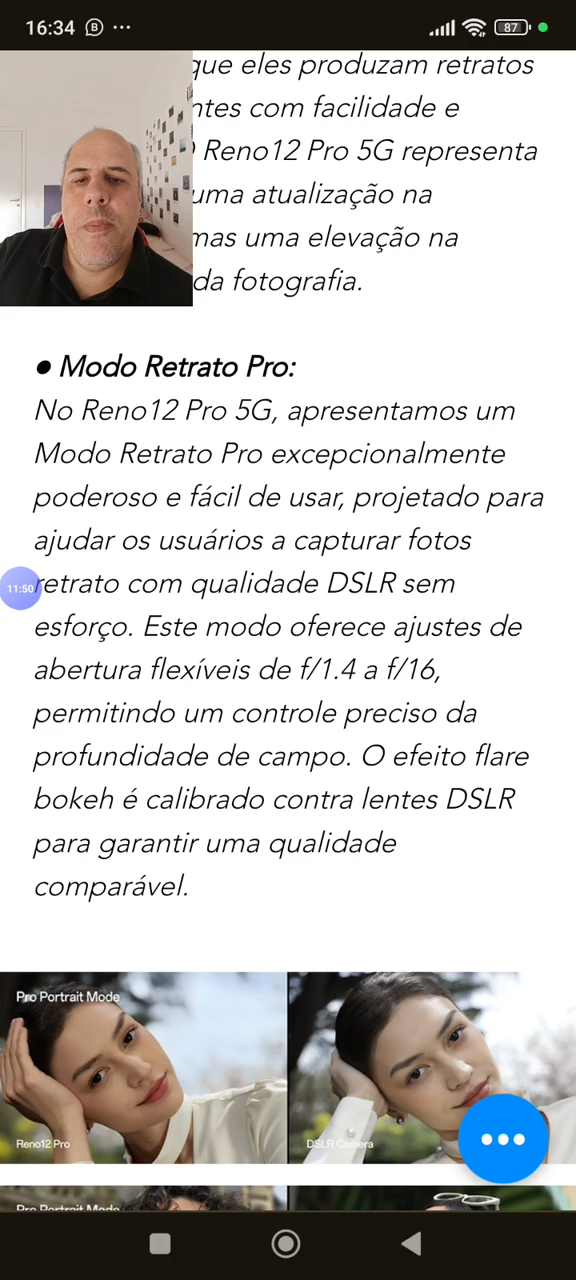 16:34
87
que eles produzam retratos
ntes com facilidade e
Reno12 Pro 5G representa
uma atualização na
mas uma elevação na
da fotografia.
● Modo Retrato Pro:
No Reno12 Pro 5G, apresentamos um
Modo Retrato Pro excepcionalmente
poderoso e fácil de usar, projetado para
ajudar os usuários a capturar fotos
11:50
retrato com qualidade DSLR sem
esforço. Este modo oferece ajustes de
abertura flexíveis de f/1.4 a f/16,
permitindo um controle preciso da
profundidade de campo. O efeito flare
bokeh é calibrado contra lentes DSLR
para garantir uma qualidade
comparável.
Pro Portrait Mode
Reno12 Pro
DSLR Camera
Pro Portrait Mode